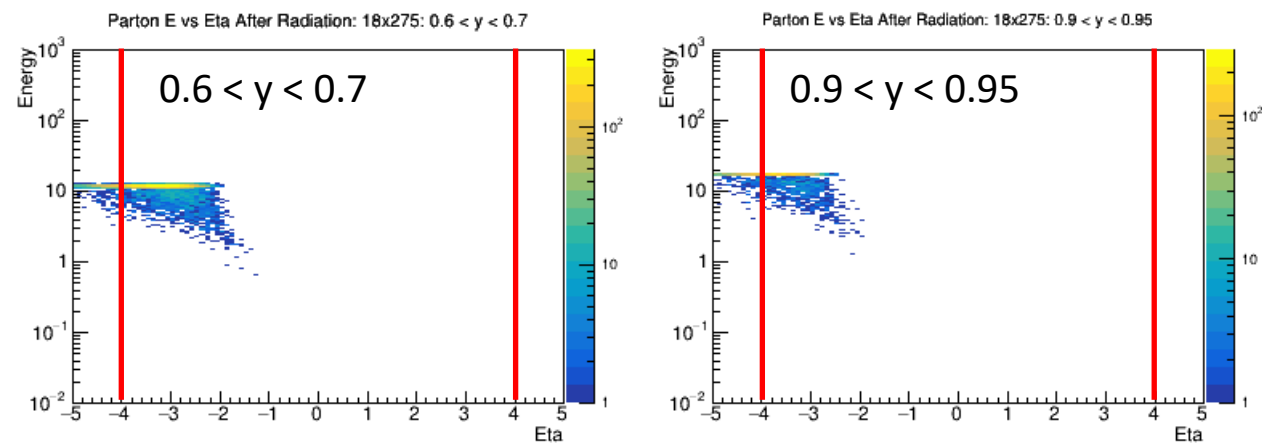 Parton E vs Eta After Radiation: 18x275: 0.6 < y < 0.7
Energy
0.6 < y < 0.7
10³
10²
10
1
10⁻¹
10⁻²
−5 −4 −3 −2 −1 0 1 2 3 4 5
Eta
10²
10
1
Parton E vs Eta After Radiation: 18x275: 0.9 < y < 0.95
Energy
0.9 < y < 0.95
10³
10²
10
1
10⁻¹
10⁻²
−5 −4 −3 −2 −1 0 1 2 3 4 5
Eta
10²
10
1